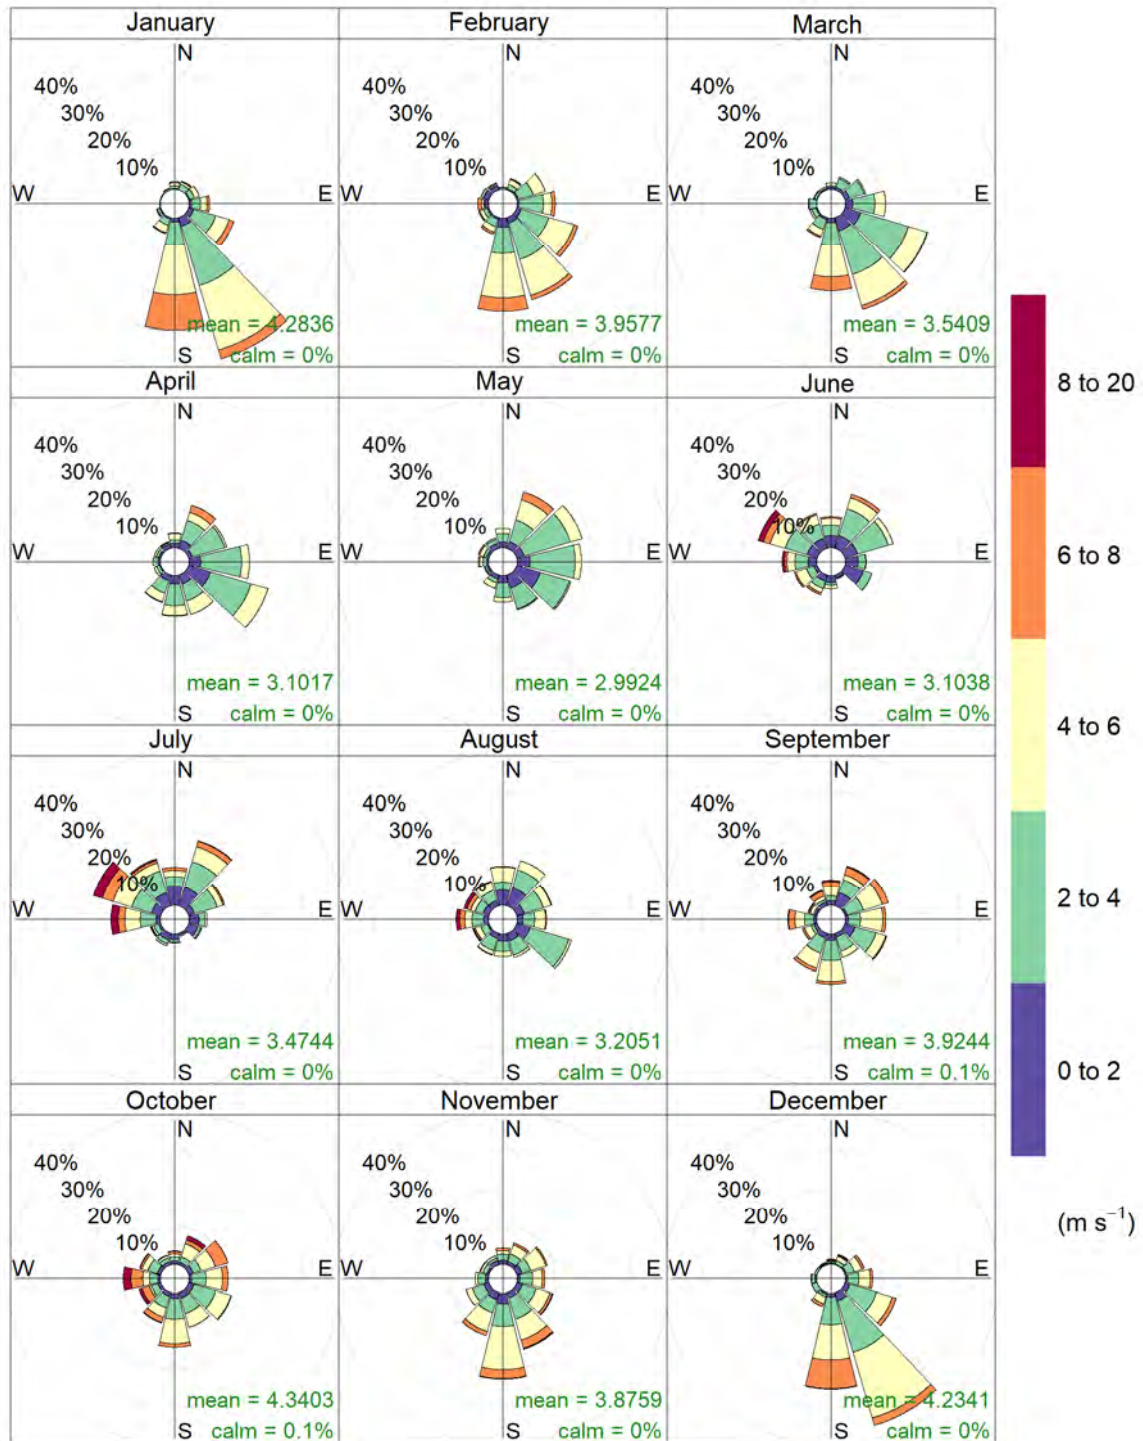 January
February
March
N
40%
30%
20%
10%
W
E
mean = 4.2836
S
calm = 0%
N
40%
30%
20%
10%
W
E
mean = 3.9577
S
calm = 0%
N
40%
30%
20%
10%
W
E
mean = 3.5409
S
calm = 0%
April
May
June
N
40%
30%
20%
10%
W
E
mean = 3.1017
S
calm = 0%
N
40%
30%
20%
10%
W
E
mean = 2.9924
S
calm = 0%
N
40%
30%
20%
10%
W
E
mean = 3.1038
S
calm = 0%
July
August
September
N
40%
30%
20%
10%
W
E
mean = 3.4744
S
calm = 0%
N
40%
30%
20%
10%
W
E
mean = 3.2051
S
calm = 0%
N
40%
30%
20%
10%
W
E
mean = 3.9244
S
calm = 0.1%
October
November
December
N
40%
30%
20%
10%
W
E
mean = 4.3403
S
calm = 0.1%
N
40%
30%
20%
10%
W
E
mean = 3.8759
S
calm = 0%
N
40%
30%
20%
10%
W
E
mean = 4.2341
S
calm = 0%
8 to 20
6 to 8
4 to 6
2 to 4
0 to 2
(m s⁻¹)